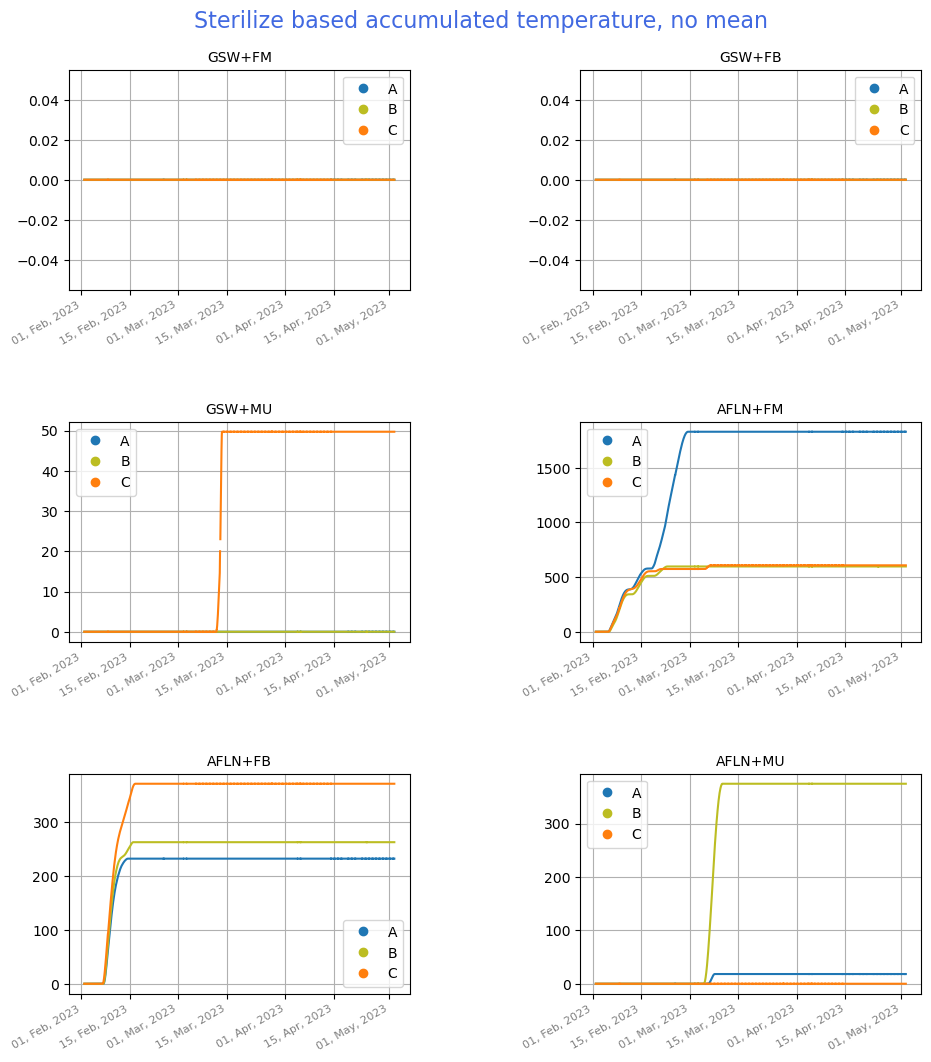 Sterilize based accumulated temperature, no mean
GSW+FM
0.04
0.02
0.00
−0.02
−0.04
A
B
C
01, Feb, 2023
15, Feb, 2023
01, Mar, 2023
15, Mar, 2023
01, Apr, 2023
15, Apr, 2023
01, May, 2023
GSW+FB
0.04
0.02
0.00
−0.02
−0.04
A
B
C
01, Feb, 2023
15, Feb, 2023
01, Mar, 2023
15, Mar, 2023
01, Apr, 2023
15, Apr, 2023
01, May, 2023
GSW+MU
50
40
30
20
10
0
A
B
C
01, Feb, 2023
15, Feb, 2023
01, Mar, 2023
15, Mar, 2023
01, Apr, 2023
15, Apr, 2023
01, May, 2023
AFLN+FM
1500
1000
500
0
A
B
C
01, Feb, 2023
15, Feb, 2023
01, Mar, 2023
15, Mar, 2023
01, Apr, 2023
15, Apr, 2023
01, May, 2023
AFLN+FB
300
200
100
0
A
B
C
01, Feb, 2023
15, Feb, 2023
01, Mar, 2023
15, Mar, 2023
01, Apr, 2023
15, Apr, 2023
01, May, 2023
AFLN+MU
300
200
100
0
A
B
C
01, Feb, 2023
15, Feb, 2023
01, Mar, 2023
15, Mar, 2023
01, Apr, 2023
15, Apr, 2023
01, May, 2023